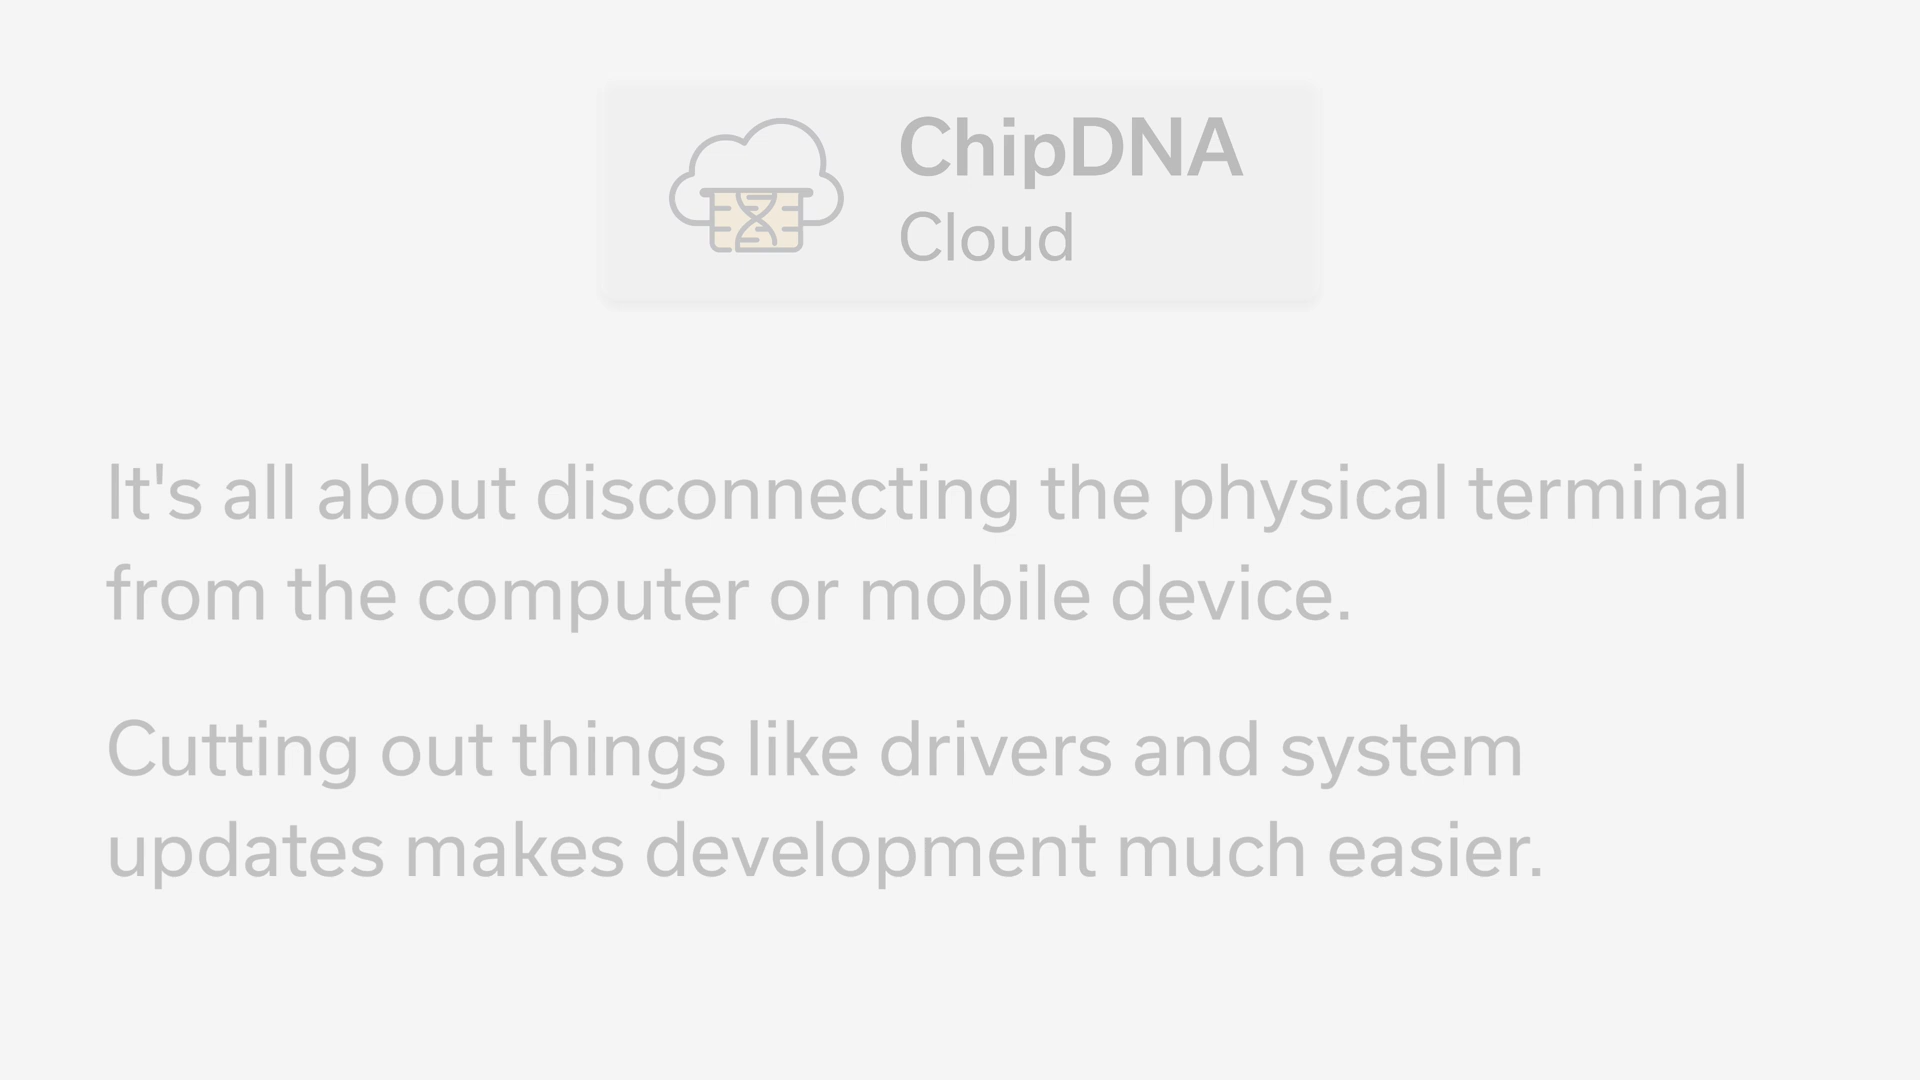 ChipDNA
Cloud
It's all about disconnecting the physical terminal
from the computer or mobile device.
Cutting out things like drivers and system
updates makes development much easier.